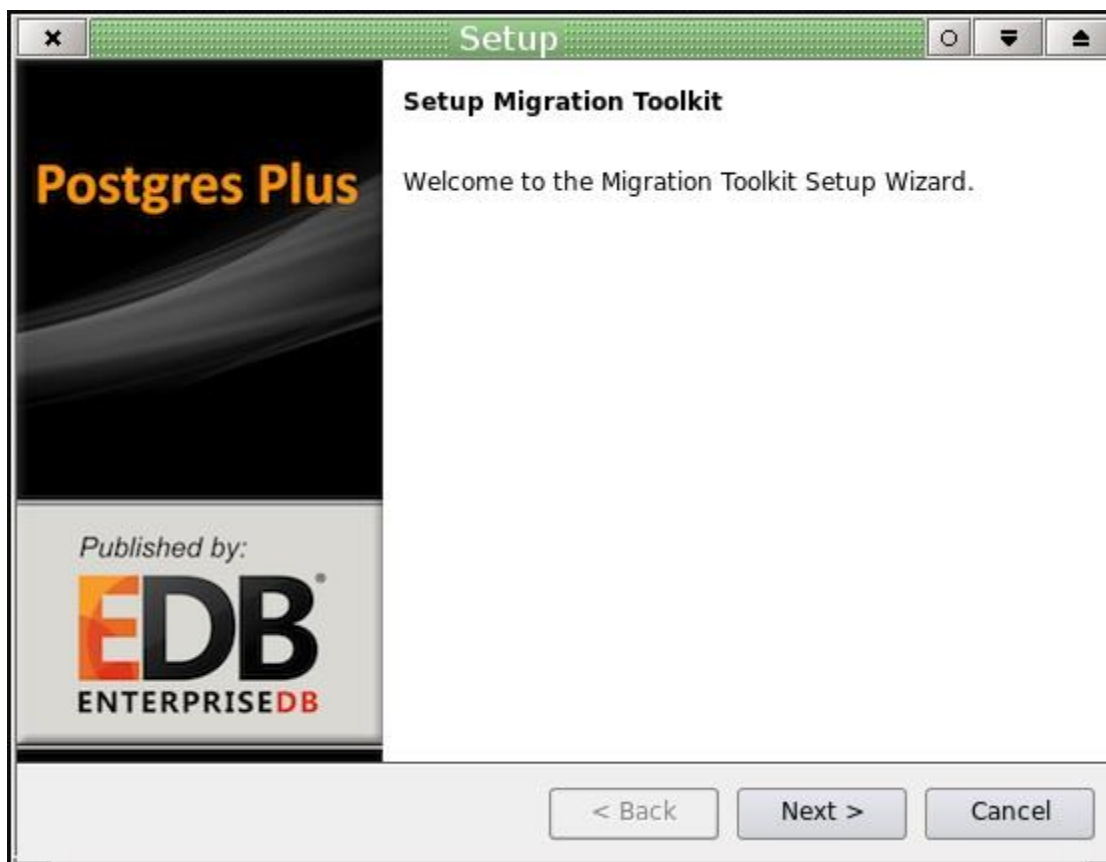 Setup
Setup Migration Toolkit
Welcome to the Migration Toolkit Setup Wizard.
Postgres Plus
Published by:
EDB®
ENTERPRISEDB
< Back
Next >
Cancel